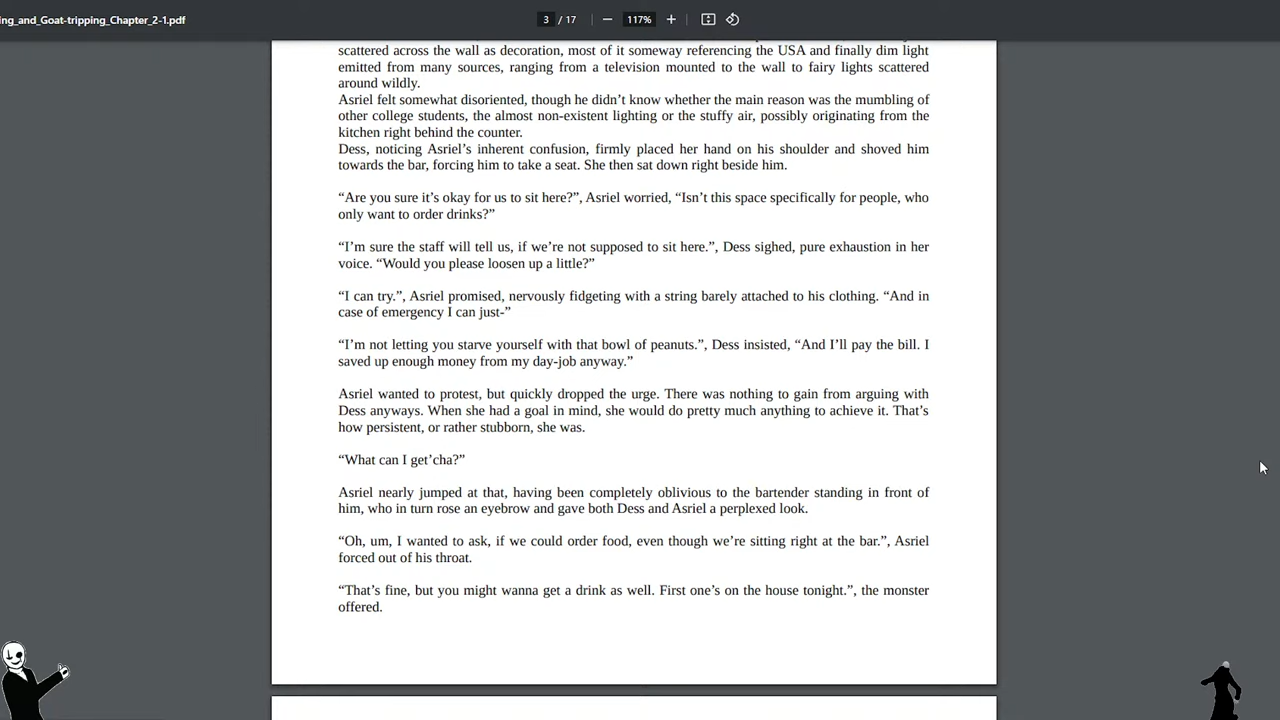 ing_and_Goat-tripping_Chapter_2-1.pdf
3 / 17
117%
scattered across the wall as decoration, most of it someway referencing the USA and finally dim light
emitted from many sources, ranging from a television mounted to the wall to fairy lights scattered
around wildly.
Asriel felt somewhat disoriented, though he didn’t know whether the main reason was the mumbling of
other college students, the almost non-existent lighting or the stuffy air, possibly originating from the
kitchen right behind the counter.
Dess, noticing Asriel’s inherent confusion, firmly placed her hand on his shoulder and shoved him
towards the bar, forcing him to take a seat. She then sat down right beside him.
“Are you sure it’s okay for us to sit here?”, Asriel worried, “Isn’t this space specifically for people, who
only want to order drinks?”
“I’m sure the staff will tell us, if we’re not supposed to sit here.”, Dess sighed, pure exhaustion in her
voice. “Would you please loosen up a little?”
“I can try.”, Asriel promised, nervously fidgeting with a string barely attached to his clothing. “And in
case of emergency I can just-”
“I’m not letting you starve yourself with that bowl of peanuts.”, Dess insisted, “And I’ll pay the bill. I
saved up enough money from my day-job anyway.”
Asriel wanted to protest, but quickly dropped the urge. There was nothing to gain from arguing with
Dess anyways. When she had a goal in mind, she would do pretty much anything to achieve it. That’s
how persistent, or rather stubborn, she was.
“What can I get’cha?”
Asriel nearly jumped at that, having been completely oblivious to the bartender standing in front of
him, who in turn rose an eyebrow and gave both Dess and Asriel a perplexed look.
“Oh, um, I wanted to ask, if we could order food, even though we’re sitting right at the bar.”, Asriel
forced out of his throat.
“That’s fine, but you might wanna get a drink as well. First one’s on the house tonight.”, the monster
offered.